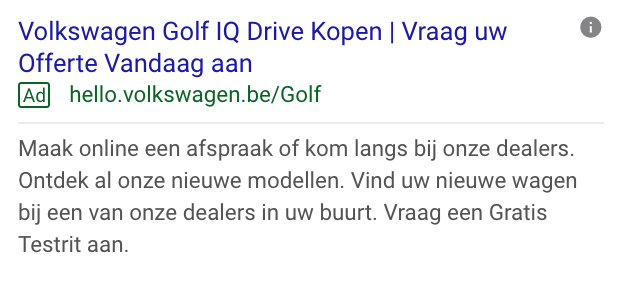 Volkswagen Golf IQ Drive Kopen | Vraag uw
Offerte Vandaag aan
Ad hello.volkswagen.be/Golf
Maak online een afspraak of kom langs bij onze dealers.
Ontdek al onze nieuwe modellen. Vind uw nieuwe wagen
bij een van onze dealers in uw buurt. Vraag een Gratis
Testrit aan.